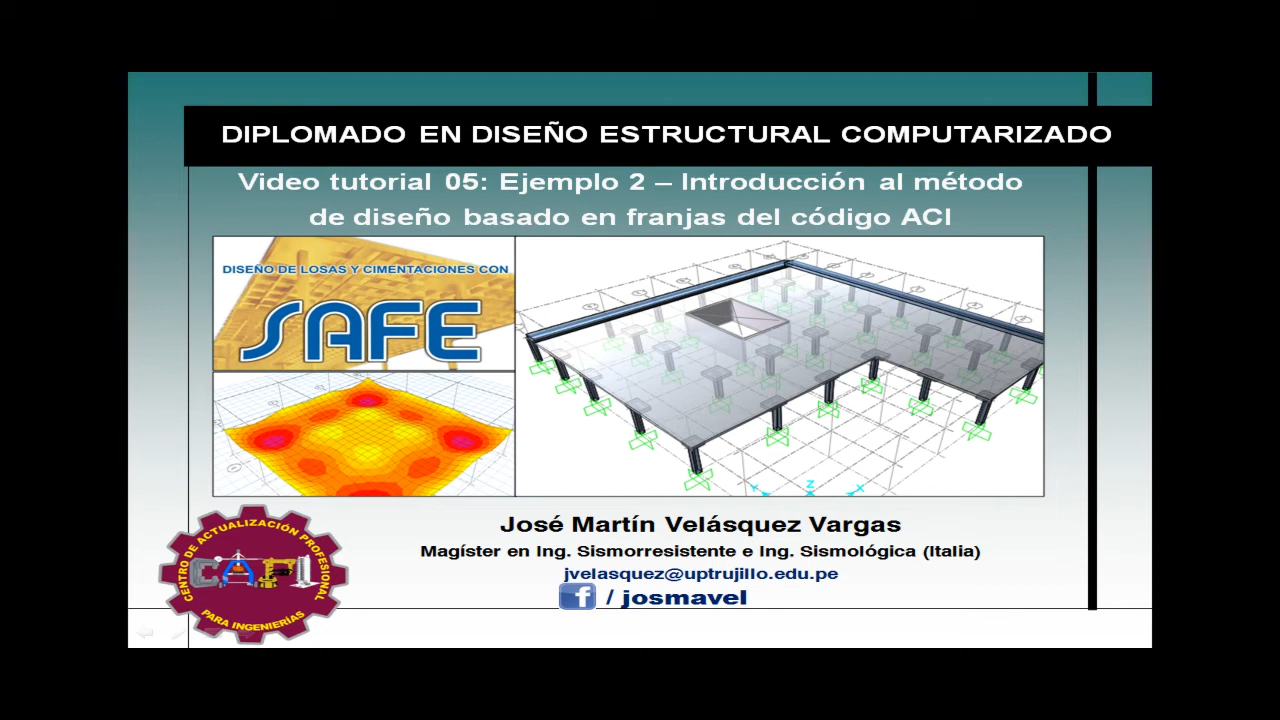 DIPLOMADO EN DISEÑO ESTRUCTURAL COMPUTARIZADO
Video tutorial 05: Ejemplo 2 – Introducción al método
de diseño basado en franjas del código ACI
DISEÑO DE LOSAS Y CIMENTACIONES CON
SAFE
Y Z X
José Martín Velásquez Vargas
Magíster en Ing. Sismorresistente e Ing. Sismológica (Italia)
jvelasquez@uptrujillo.edu.pe
f / josmavel
CENTRO DE ACTUALIZACIÓN PROFESIONAL
CAPI
PARA INGENIERÍAS